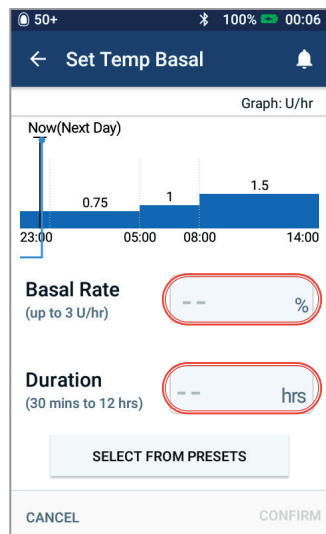 50+ 100% 00:06
Set Temp Basal
Graph: U/hr
Now(Next Day)
0.75 1 1.5
23:00 05:00 08:00 14:00
Basal Rate
(up to 3 U/hr)
-- %
Duration
(30 mins to 12 hrs)
-- hrs
SELECT FROM PRESETS
CANCEL CONFIRM